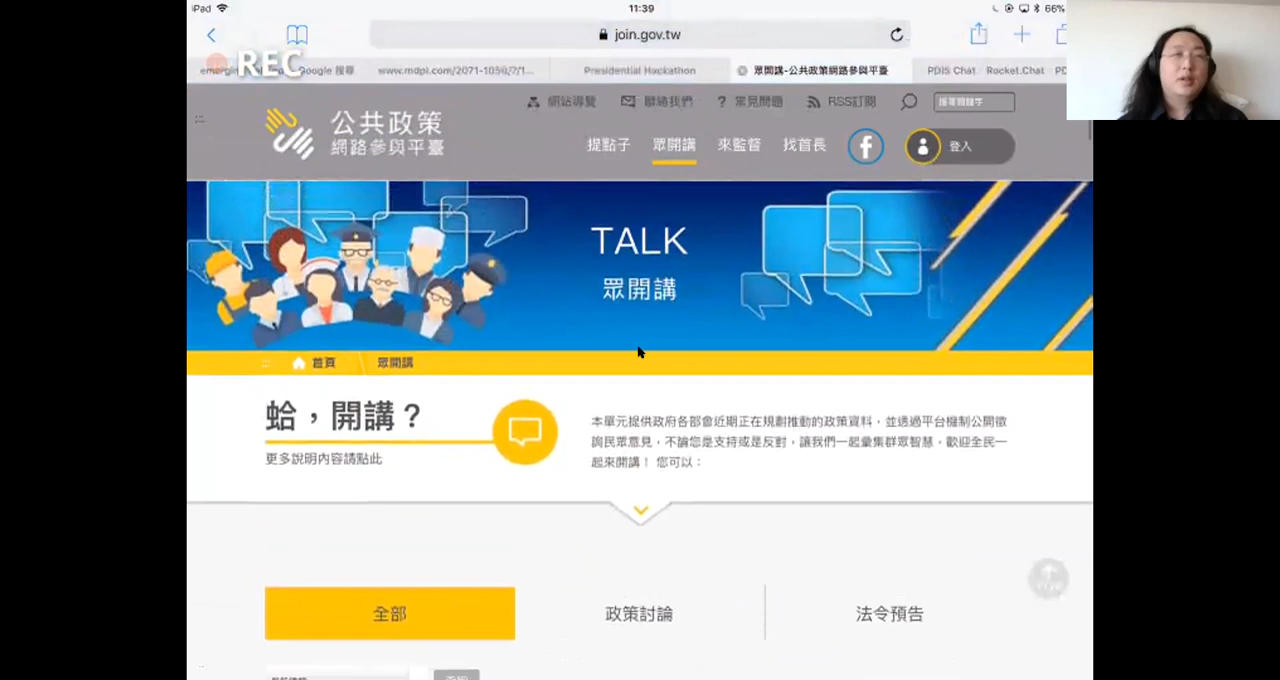 iPad
11:39
66%
join.gov.tw
REC
Google 搜尋
www.mdpi.com/2071-1050/7/1...
Presidential Hackathon
眾開講-公共政策網路參與平臺
PDIS Chat
Rocket.Chat
網站導覽
聯絡我們
? 常見問題
RSS訂閱
公共政策
網路參與平臺
提點子
眾開講
來監督
找首長
f
登入
TALK
眾開講
首頁
眾開講
蛤，開講？
更多說明內容請點此
本單元提供政府各部會近期正在規劃推動的政策資料，並透過平台機制公開徵
詢民眾意見，不論您是支持或是反對，讓我們一起彙集群眾智慧，歡迎全民一
起來開講！ 您可以：
全部
政策討論
法令預告